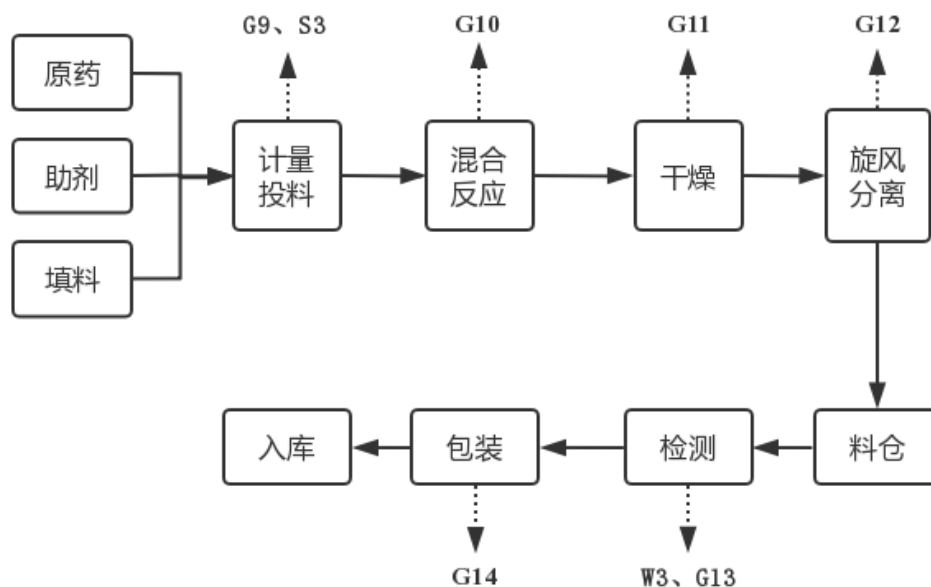 G9、S3
G10
G11
G12
原药
助剂
填料
计量
投料
混合
反应
干燥
旋风
分离
入库
包装
检测
料仓
G14
W3、G13